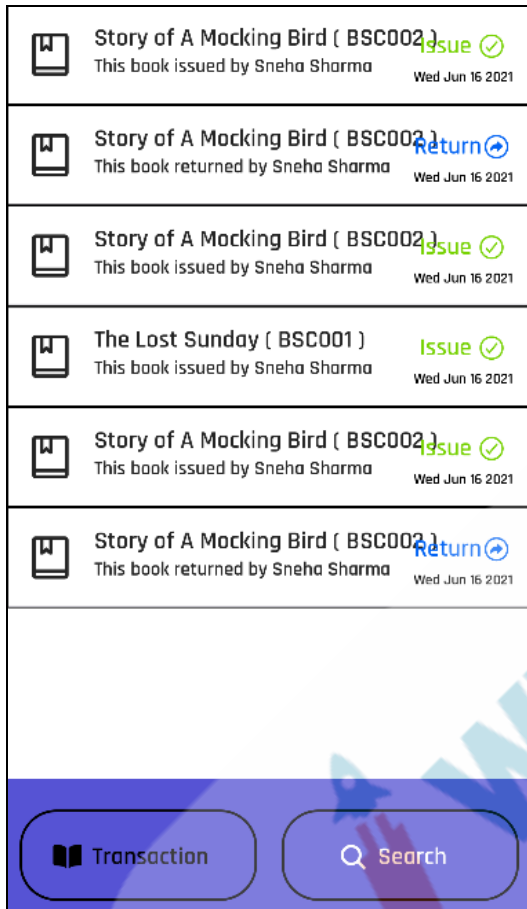 Story of A Mocking Bird ( BSC002 )
Issue
This book issued by Sneha Sharma
Wed Jun 16 2021
Story of A Mocking Bird ( BSC002 )
Return
This book returned by Sneha Sharma
Wed Jun 16 2021
Story of A Mocking Bird ( BSC002 )
Issue
This book issued by Sneha Sharma
Wed Jun 16 2021
The Lost Sunday ( BSC001 )
Issue
This book issued by Sneha Sharma
Wed Jun 16 2021
Story of A Mocking Bird ( BSC002 )
Issue
This book issued by Sneha Sharma
Wed Jun 16 2021
Story of A Mocking Bird ( BSC002 )
Return
This book returned by Sneha Sharma
Wed Jun 16 2021
Transaction
Search